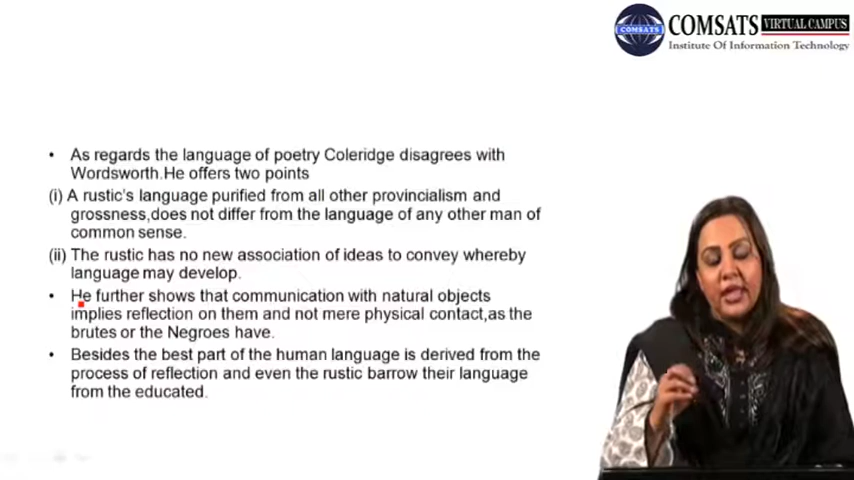 COMSATS
COMSATS VIRTUAL CAMPUS
Institute Of Information Technology
• As regards the language of poetry Coleridge disagrees with
Wordsworth.He offers two points
(i) A rustic's language purified from all other provincialism and
grossness,does not differ from the language of any other man of
common sense.
(ii) The rustic has no new association of ideas to convey whereby
language may develop.
• He further shows that communication with natural objects
implies reflection on them and not mere physical contact,as the
brutes or the Negroes have.
• Besides the best part of the human language is derived from the
process of reflection and even the rustic barrow their language
from the educated.